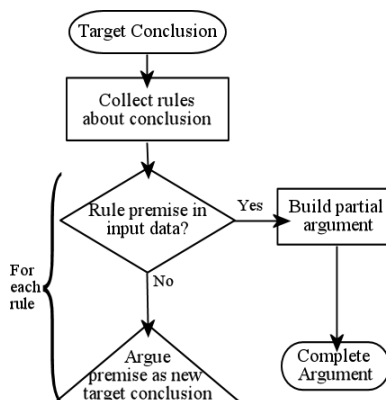 Target Conclusion
Collect rules
about conclusion
Rule premise in
input data?
Yes
Build partial
argument
For
each
rule
No
Argue
premise as new
target conclusion
Complete
Argument